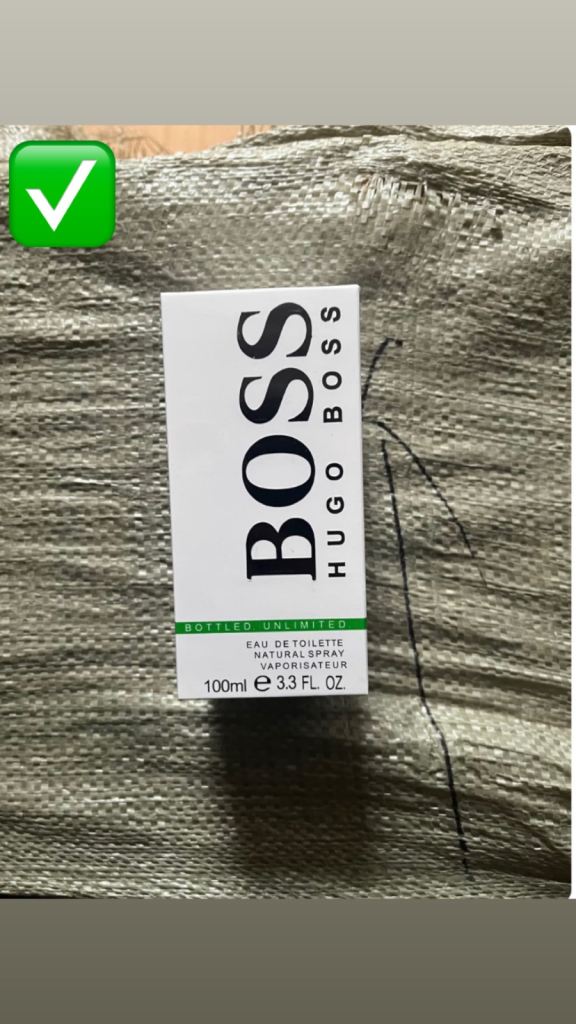 BOSS
HUGO BOSS
BOTTLED. UNLIMITED.
EAU DE TOILETTE
NATURAL SPRAY
VAPORISATEUR
100ml e 3.3 FL. OZ.